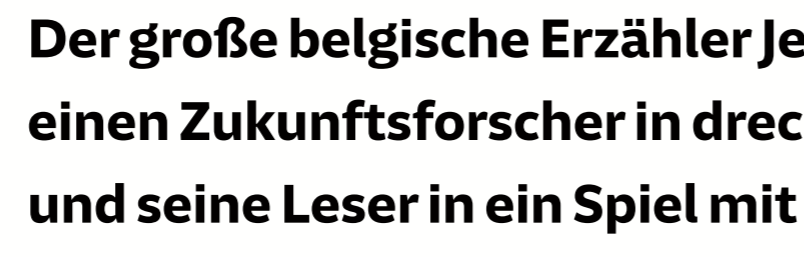 Der große belgische Erzähler Je
einen Zukunftsforscher in drec
und seine Leser in ein Spiel mit